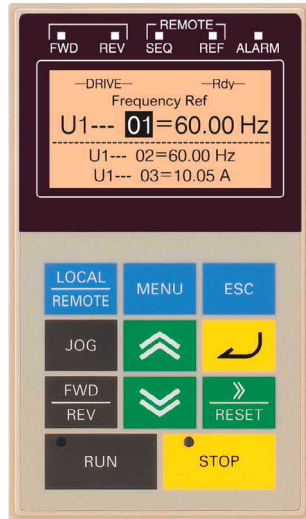 REMOTE
FWD REV SEQ REF ALARM
—DRIVE— —Rdy—
Frequency Ref
U1--- 01=60.00 Hz
U1--- 02=60.00 Hz
U1--- 03=10.05 A
LOCAL
REMOTE
MENU
ESC
JOG
FWD
REV
»
RESET
RUN
STOP